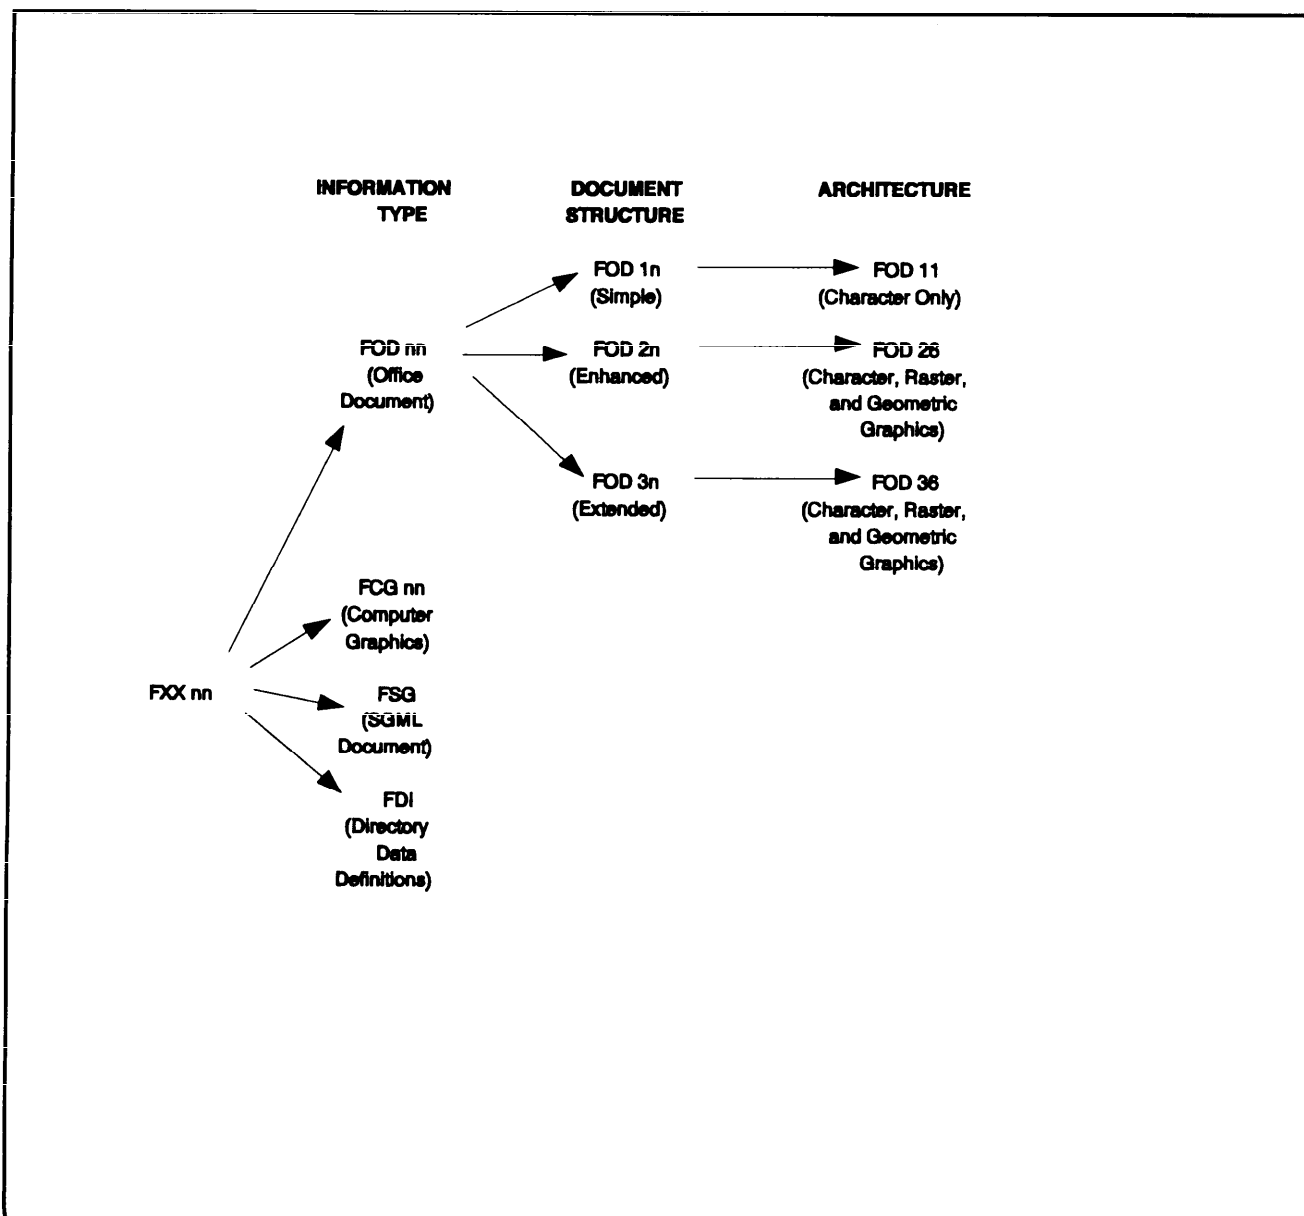 INFORMATION
TYPE
DOCUMENT
STRUCTURE
ARCHITECTURE
FOD 1n
(Simple)
FOD 11
(Character Only)
FOD nn
(Office
Document)
FOD 2n
(Enhanced)
FOD 26
(Character, Raster,
and Geometric
Graphics)
FOD 3n
(Extended)
FOD 36
(Character, Raster,
and Geometric
Graphics)
FCG nn
(Computer
Graphics)
FXX nn
FSG
(SGML
Document)
FDI
(Directory
Data
Definitions)